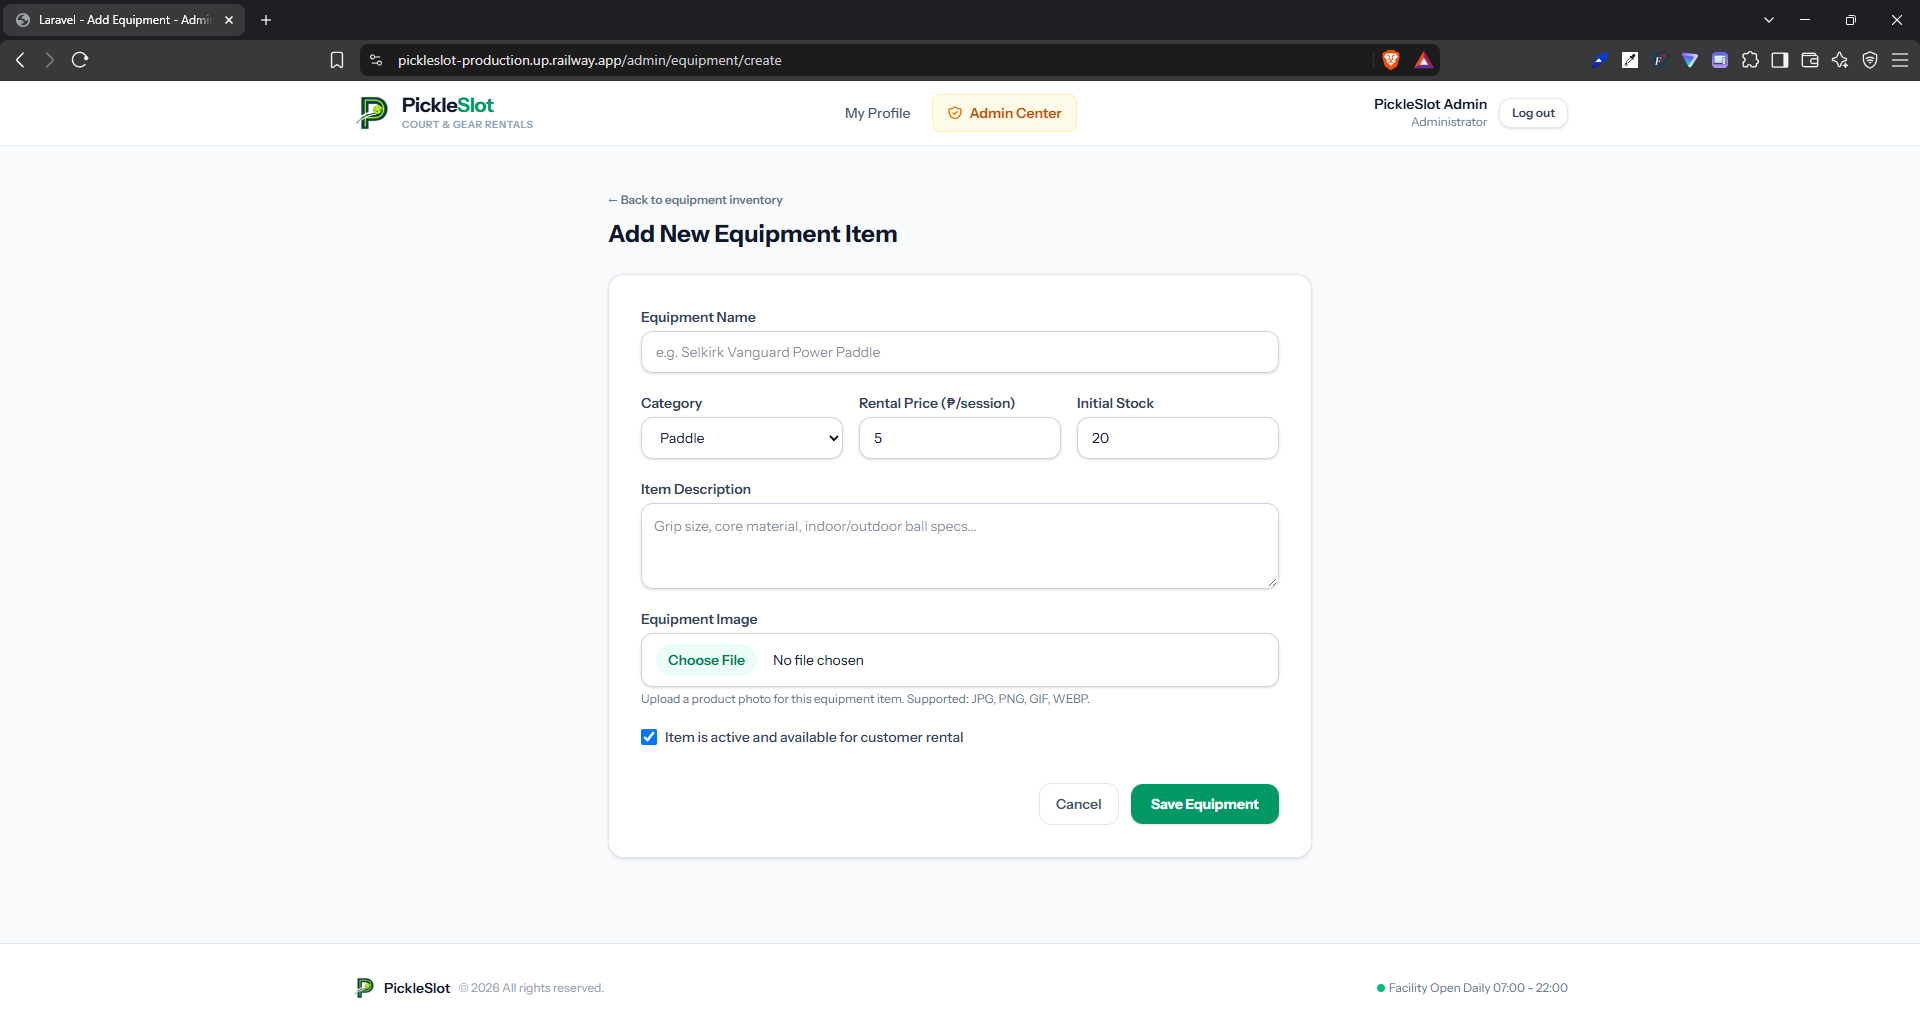 Laravel - Add Equipment - Admi
pickleslot-production.up.railway.app/admin/equipment/create
PickleSlot
COURT & GEAR RENTALS
My Profile
Admin Center
PickleSlot Admin
Administrator
Log out
← Back to equipment inventory
Add New Equipment Item
Equipment Name
e.g. Selkirk Vanguard Power Paddle
Category
Rental Price (₱/session)
Initial Stock
Paddle
5
20
Item Description
Grip size, core material, indoor/outdoor ball specs...
Equipment Image
Choose File
No file chosen
Upload a product photo for this equipment item. Supported: JPG, PNG, GIF, WEBP.
Item is active and available for customer rental
Cancel
Save Equipment
PickleSlot
© 2026 All rights reserved.
Facility Open Daily 07:00 - 22:00